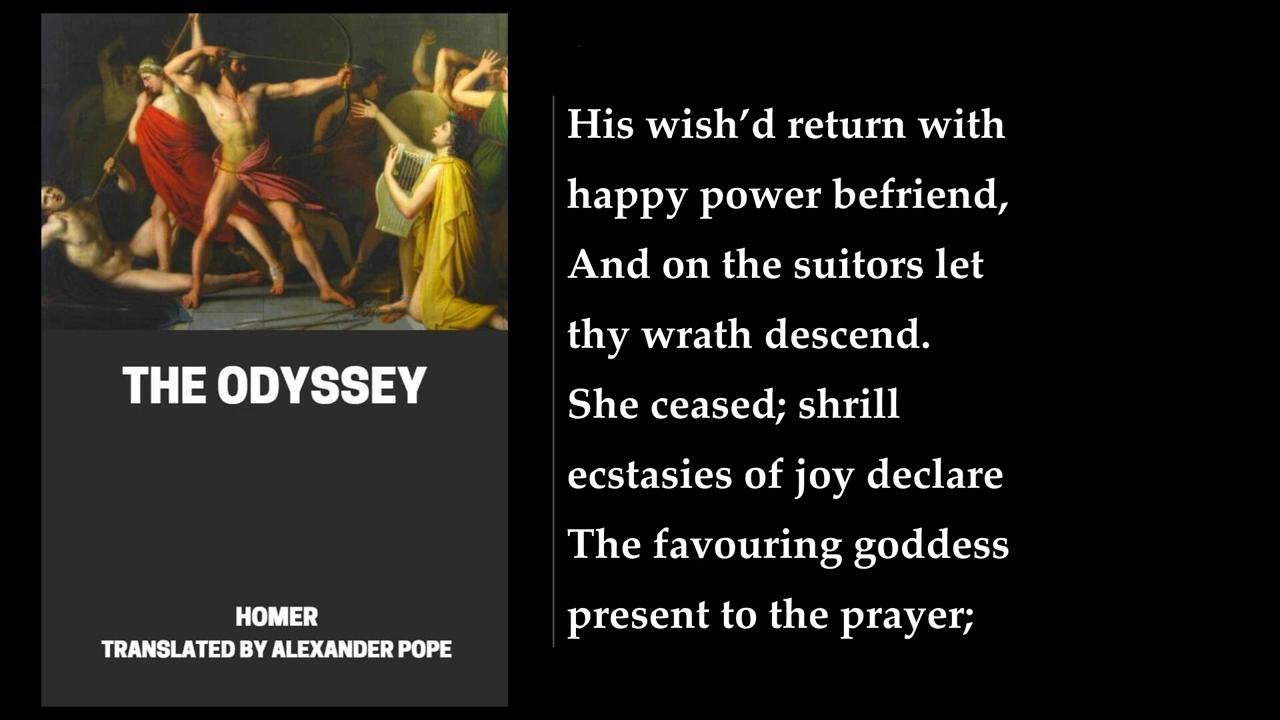 THE ODYSSEY
HOMER
TRANSLATED BY ALEXANDER POPE
His wish’d return with
happy power befriend,
And on the suitors let
thy wrath descend.
She ceased; shrill
ecstasies of joy declare
The favouring goddess
present to the prayer;